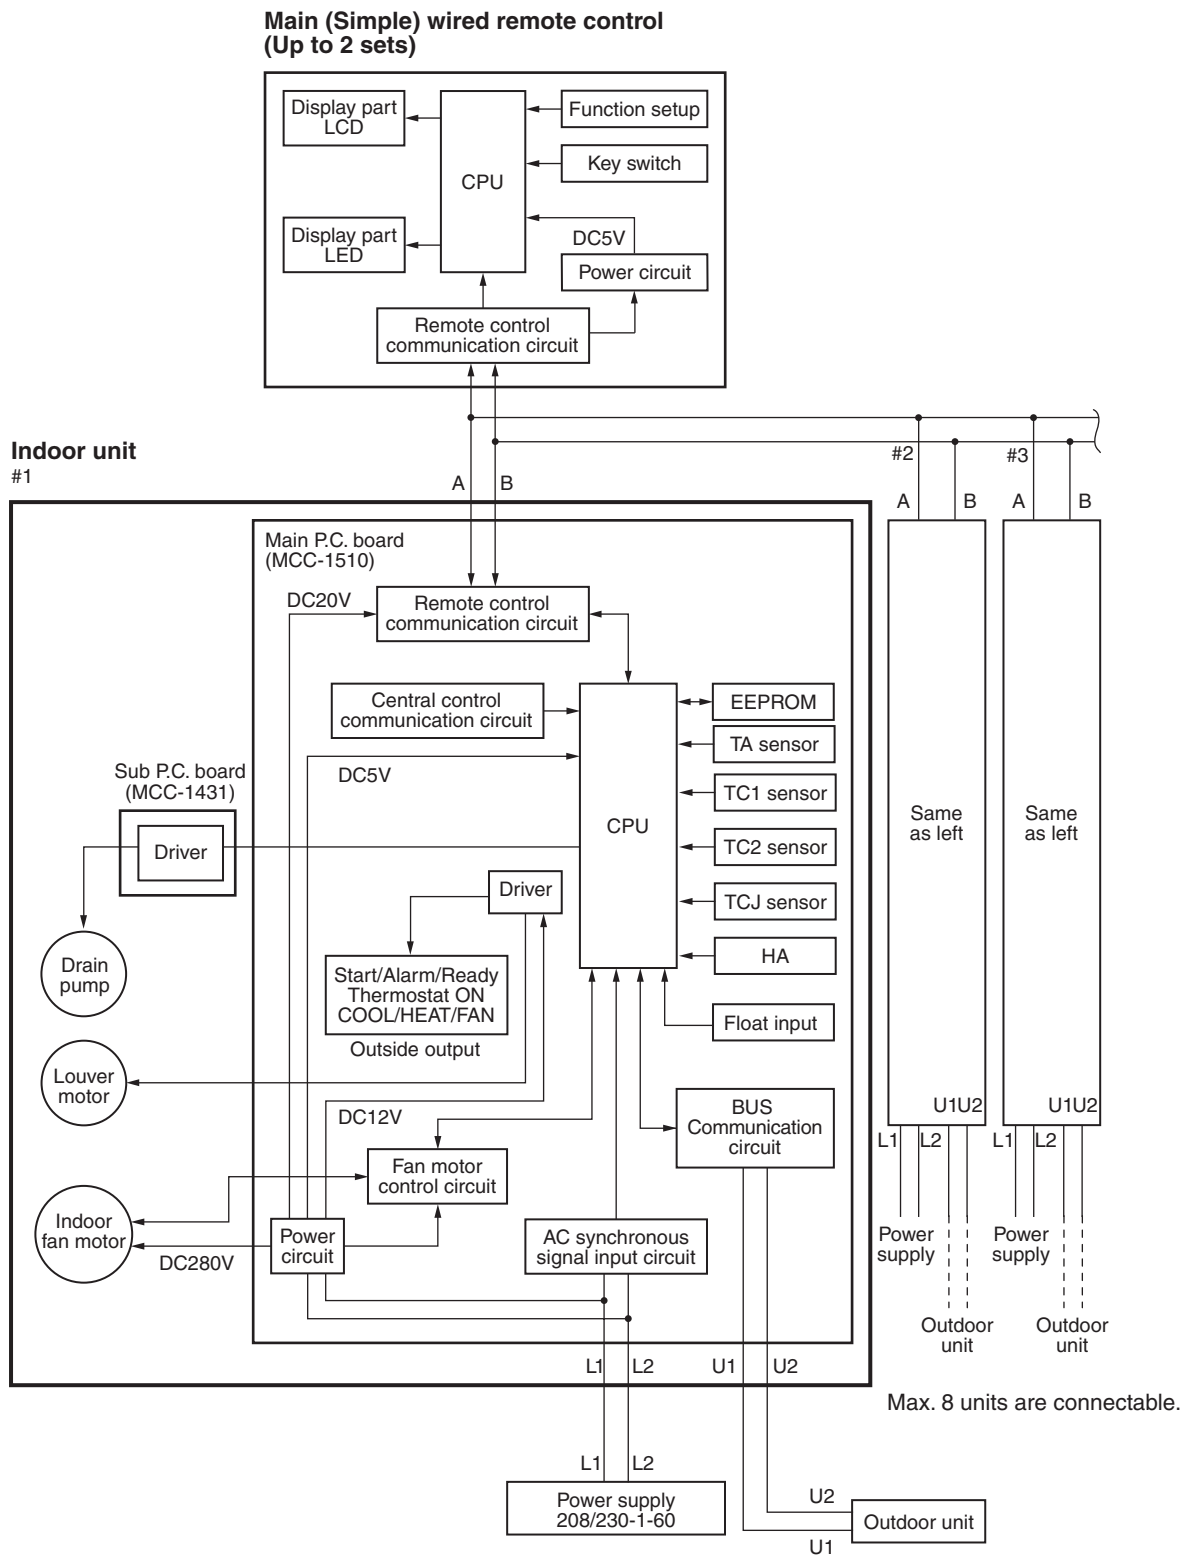 Main (Simple) wired remote control
(Up to 2 sets)
Display part
LCD
CPU
Function setup
Key switch
Display part
LED
DC5V
Power circuit
Remote control
communication circuit
Indoor unit
#1
A
B
#2
#3
A
B
A
B
Main P.C. board
(MCC-1510)
DC20V
Remote control
communication circuit
Central control
communication circuit
EEPROM
TA sensor
DC5V
Sub P.C. board
(MCC-1431)
TC1 sensor
CPU
Driver
TC2 sensor
Driver
TCJ sensor
HA
Drain
pump
Start/Alarm/Ready
Thermostat ON
COOL/HEAT/FAN
Outside output
Float input
Louver
motor
DC12V
BUS
Communication
circuit
Fan motor
control circuit
Indoor
fan motor
DC280V
Power
circuit
AC synchronous
signal input circuit
Same
as left
Same
as left
U1U2
U1U2
L1
L2
L1
L2
Power
supply
Power
supply
Outdoor
unit
Outdoor
unit
L1
L2
U1
U2
Max. 8 units are connectable.
L1
L2
Power supply
208/230-1-60
U2
Outdoor unit
U1